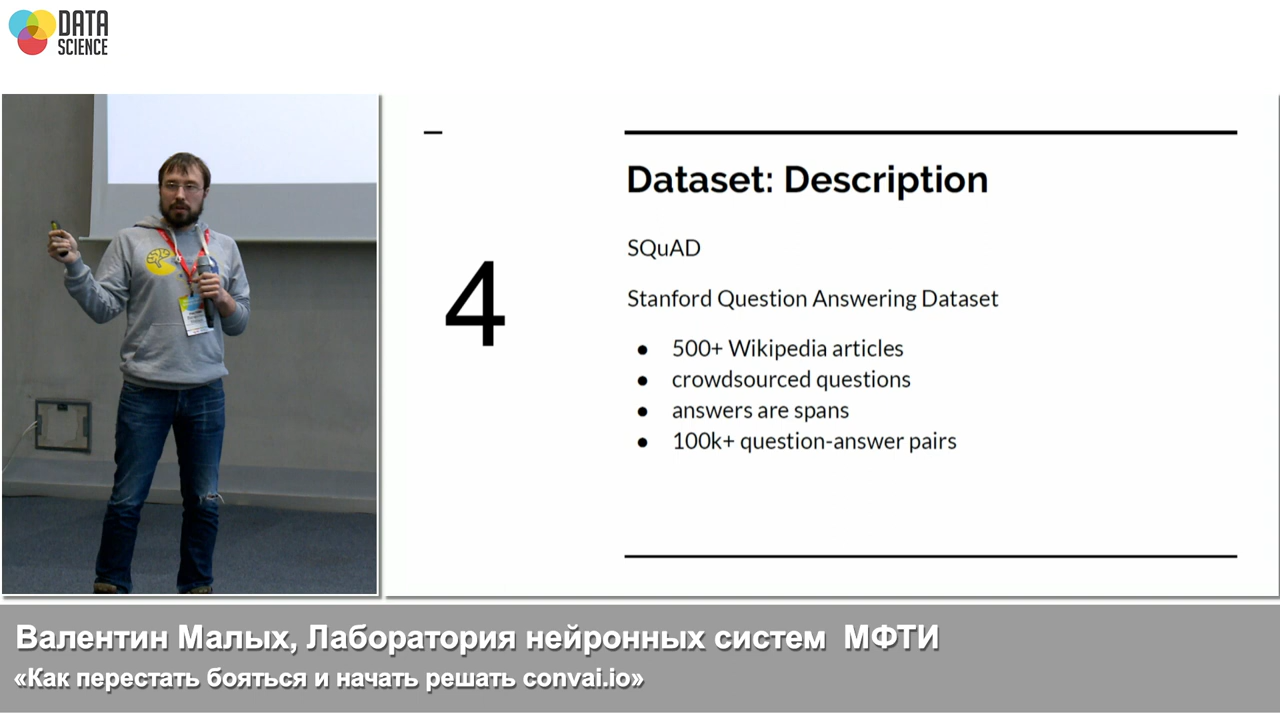 DATA
SCIENCE
4
Dataset: Description
SQuAD
Stanford Question Answering Dataset
● 500+ Wikipedia articles
● crowdsourced questions
● answers are spans
● 100k+ question-answer pairs
Валентин Малых, Лаборатория нейронных систем МФТИ
«Как перестать бояться и начать решать convai.io»